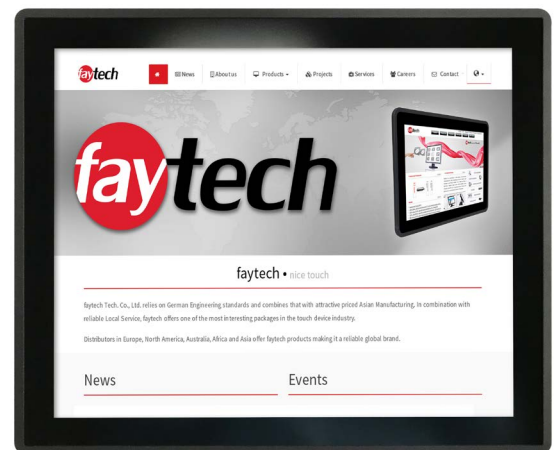 faytech
News
About us
Products
Projects
Services
Careers
Contact
faytech
faytech • nice touch
faytech Tech. Co., Ltd. relies on German Engineering standards and combines that with attractive priced Asian Manufacturing, In combination with
reliable Local Service, faytech offers one of the most interesting packages in the touch device industry.
Distributors in Europe, North America, Australia, Africa and Asia offer faytech products making it a reliable global brand.
News
Events